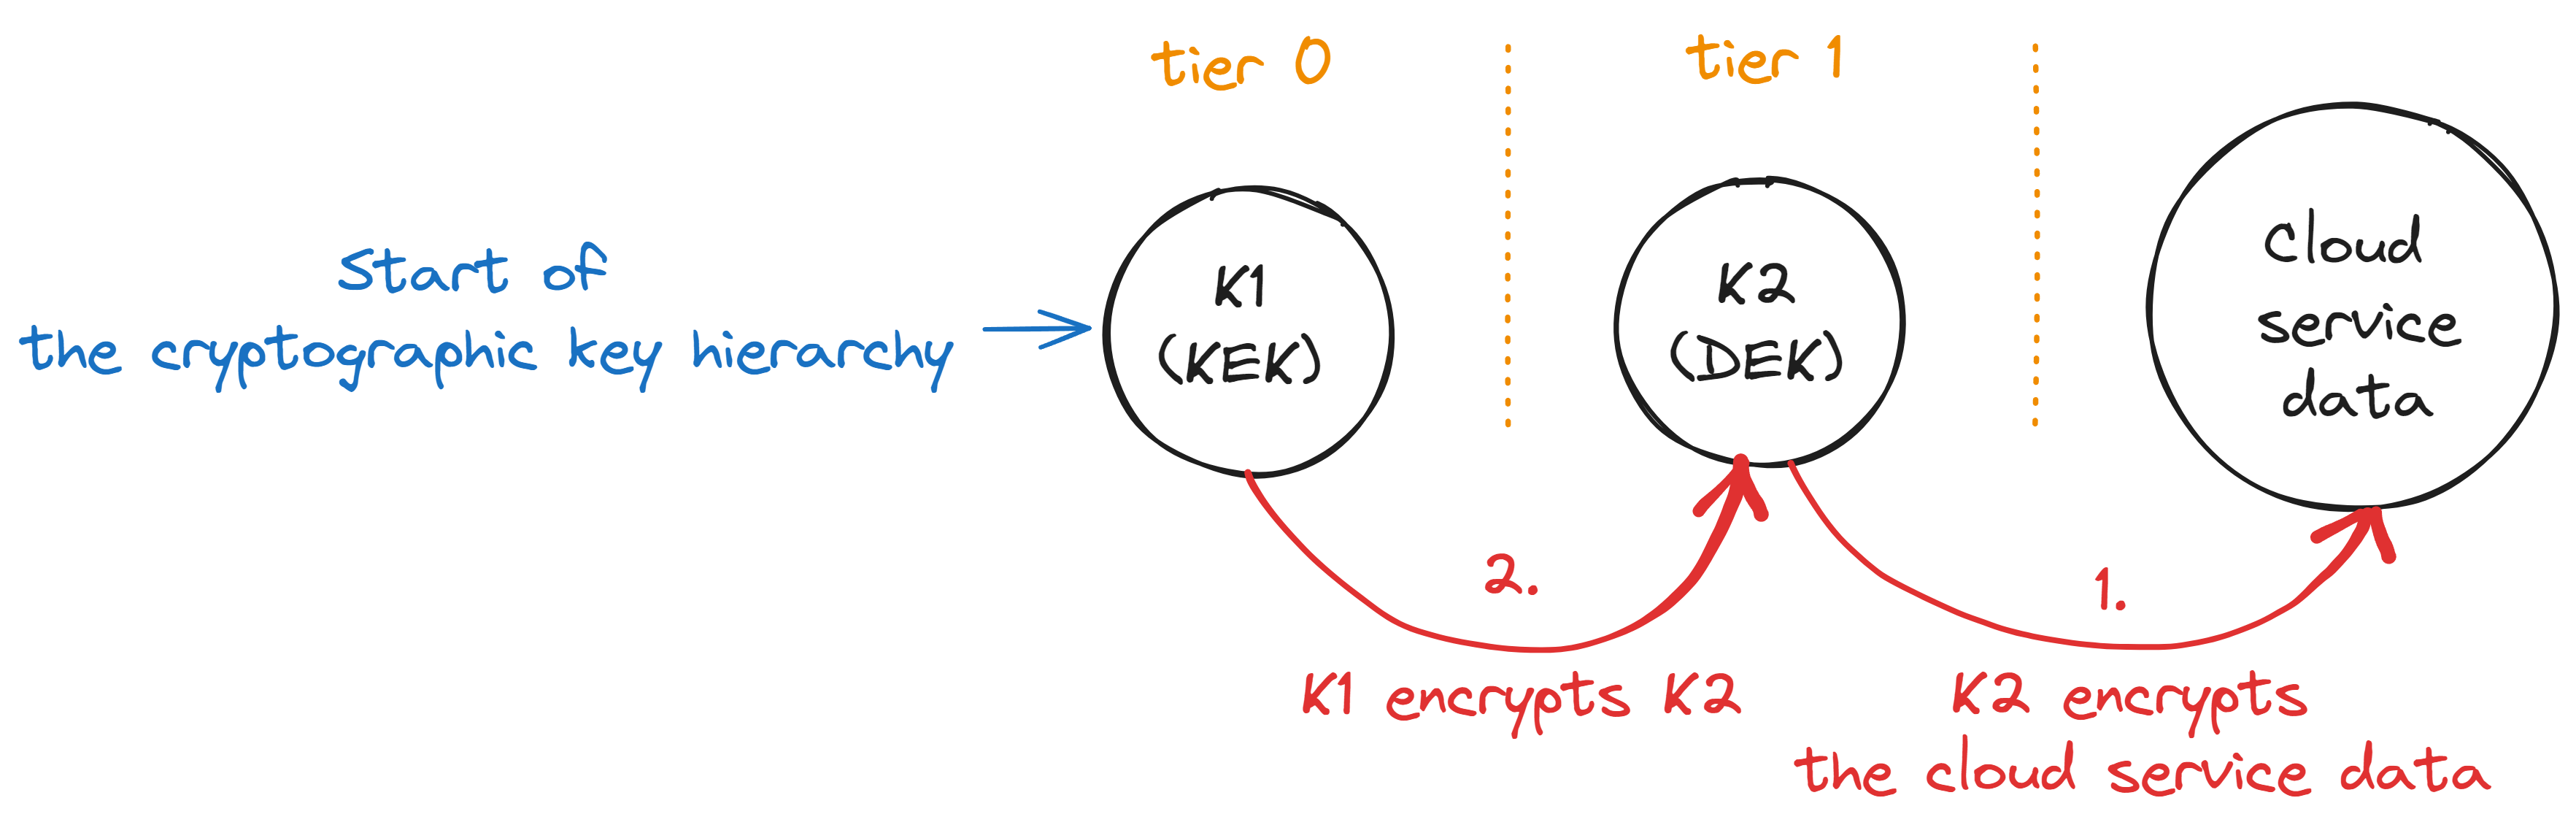 tier 0
tier 1
Start of
the cryptographic key hierarchy
K1
(KEK)
K2
(DEK)
Cloud
service
data
2.
K1 encrypts K2
1.
K2 encrypts
the cloud service data